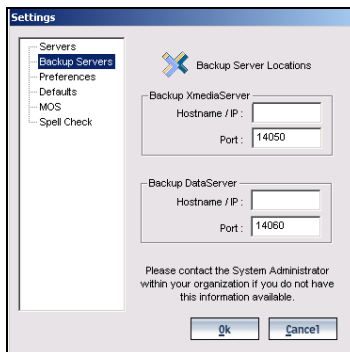 Settings
Servers
Backup Servers
Preferences
Defaults
MOS
Spell Check
Backup Server Locations
Backup XmediaServer
Hostname / IP :
Port : 14050
Backup DataServer
Hostname / IP :
Port : 14060
Please contact the System Administrator
within your organization if you do not have
this information available.
Ok Cancel